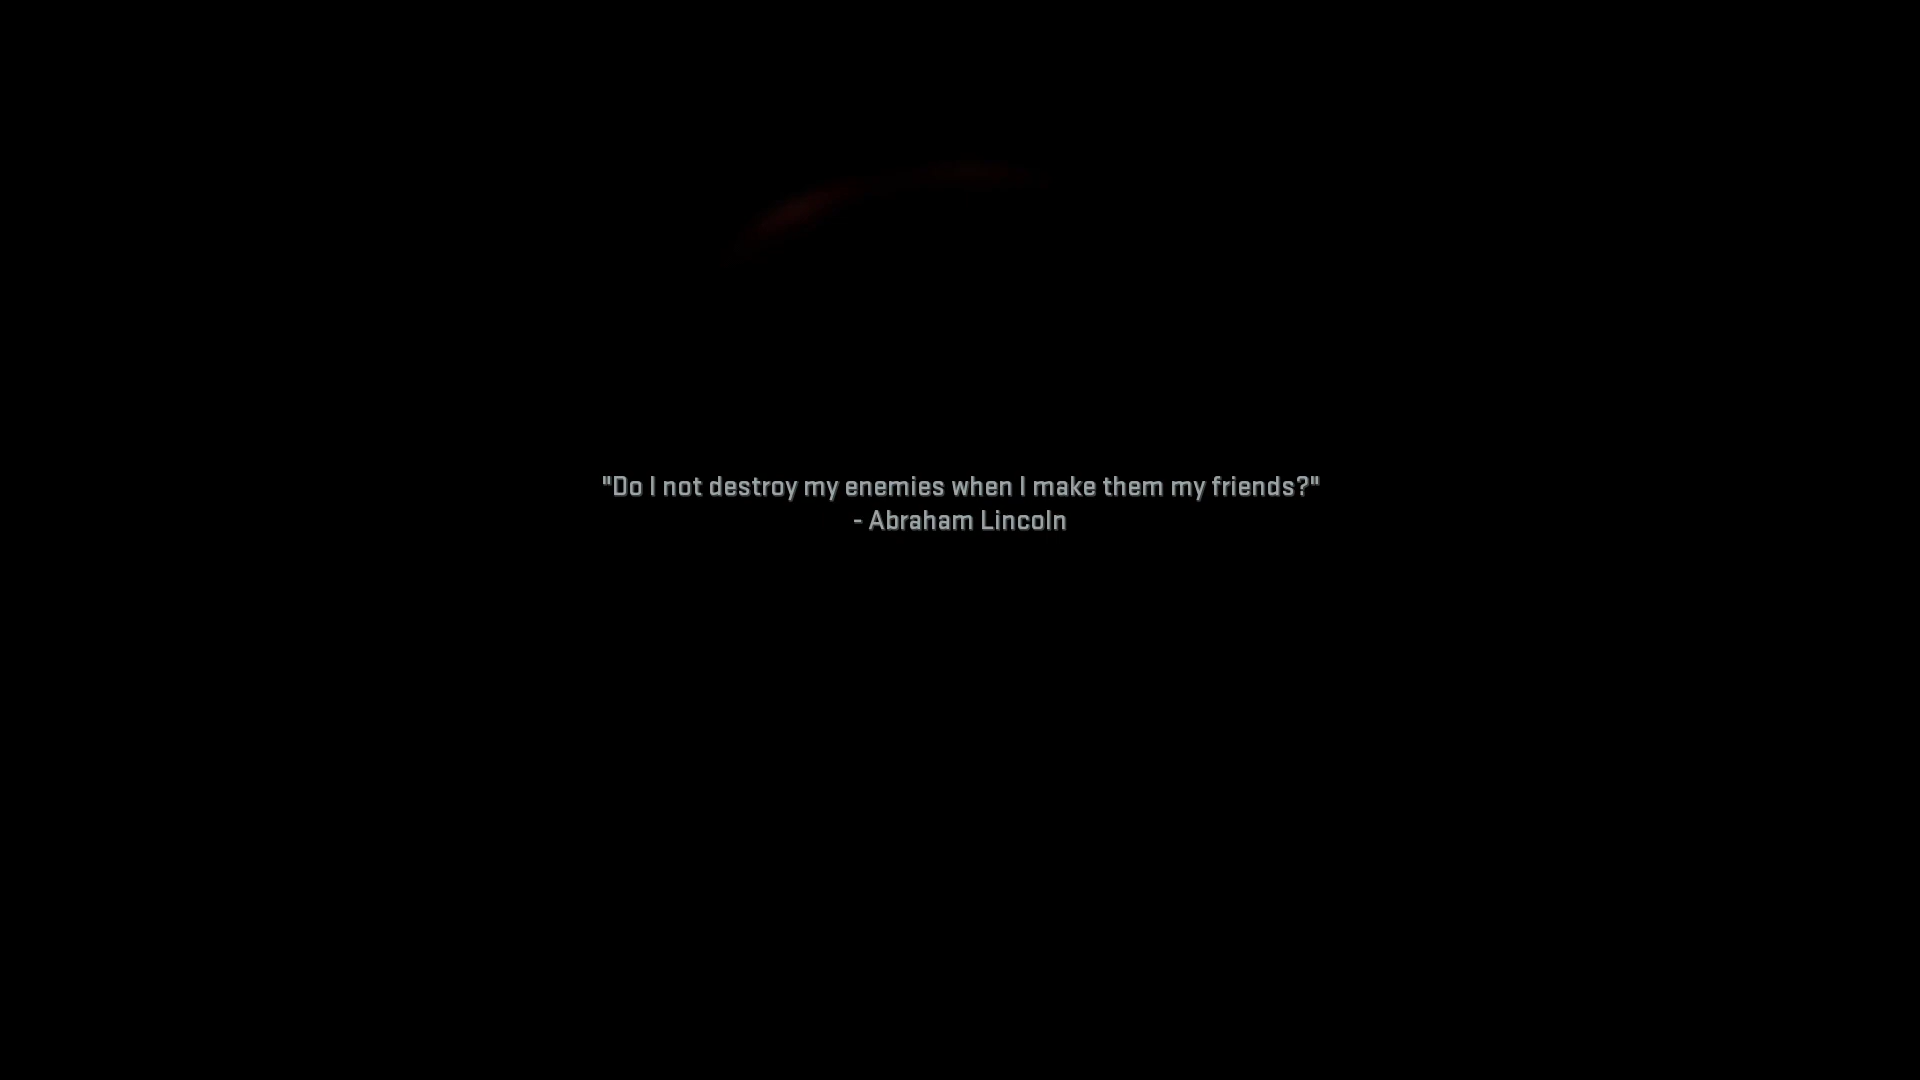 "Do I not destroy my enemies when I make them my friends?"
- Abraham Lincoln